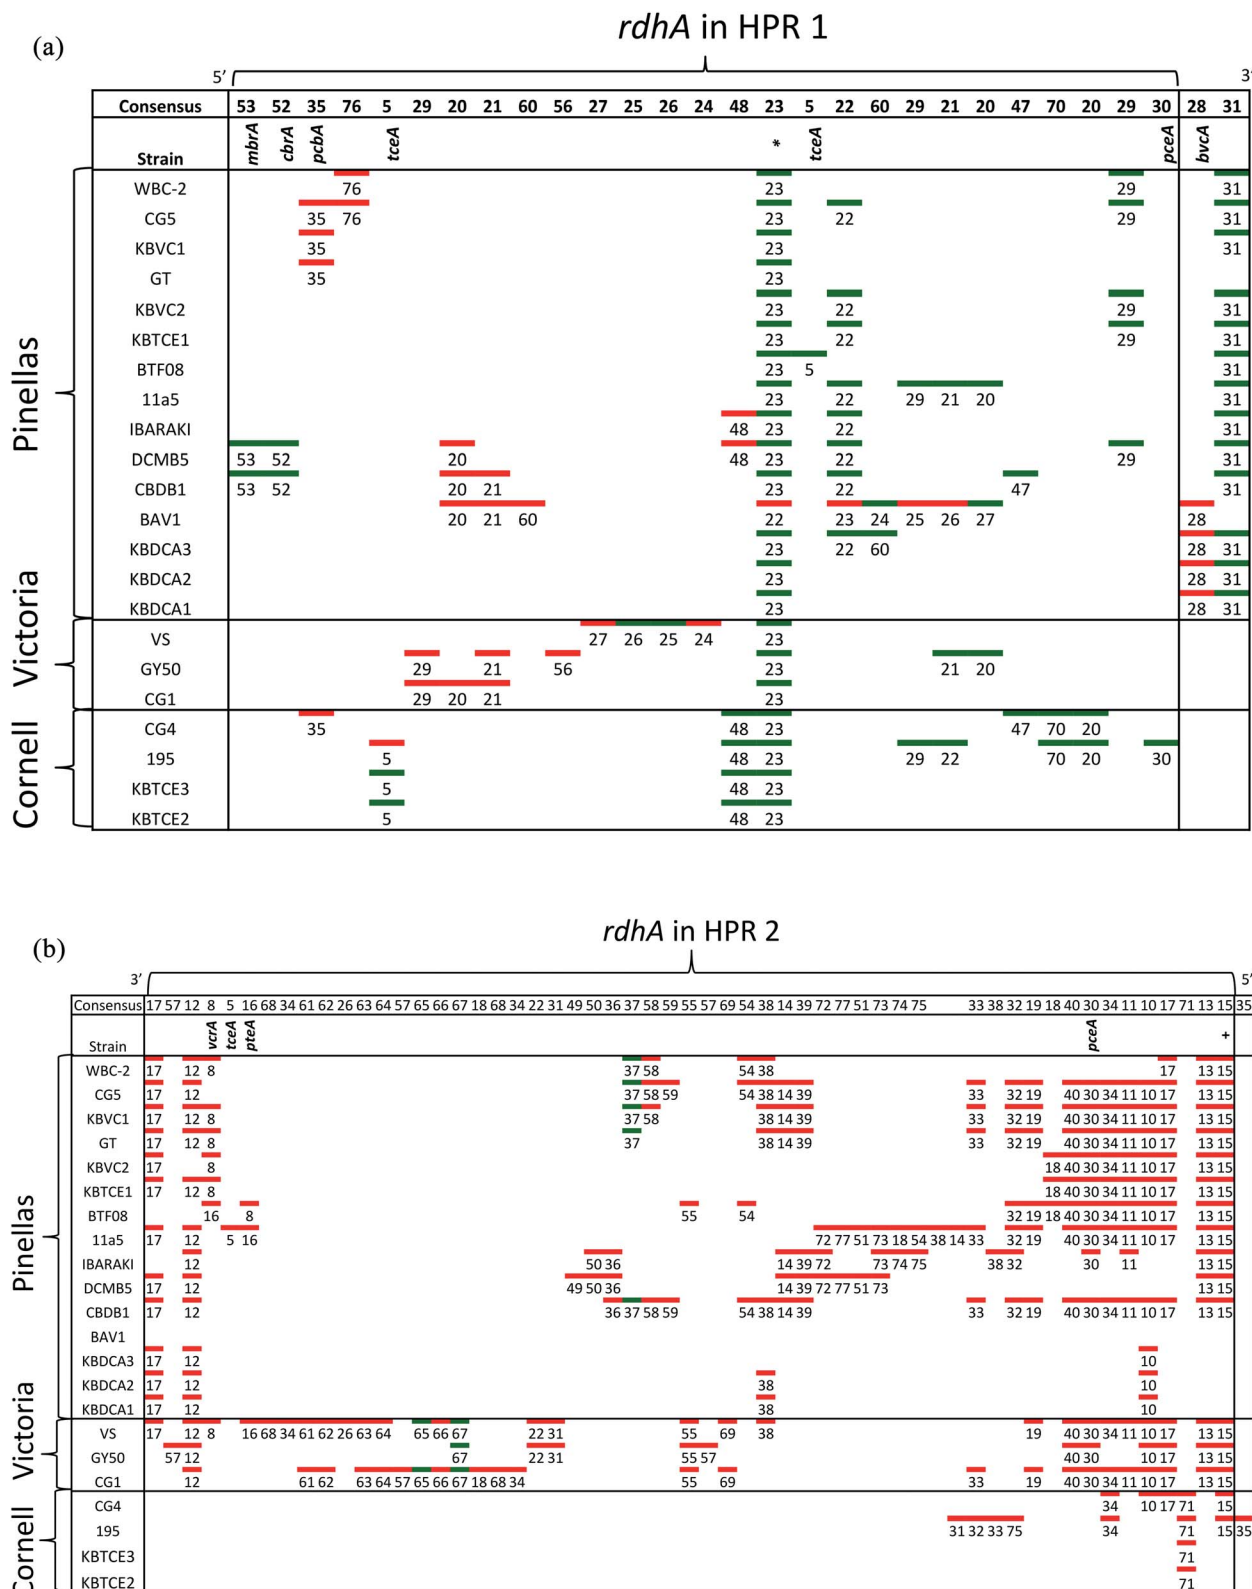 (a)
rdhA in HPR 1
5’ 3’
Consensus 53 52 35 76 5 29 20 21 60 56 27 25 26 24 48 23 5 22 60 29 21 20 47 70 20 29 30 28 31
Strain mbrA cbrA pcbA tceA * tceA pceA bvcA
Pinellas
WBC-2 76 23 29 31
CG5 35 76 23 22 29 31
KBVC1 35 23 31
GT 35 23
KBVC2 23 22 29 31
KBTCE1 23 22 29 31
BTF08 23 5 31
11a5 23 22 29 21 20 31
IBARAKI 48 23 22 31
DCMB5 53 52 20 48 23 22 29 31
CBDB1 53 52 20 21 23 22 47 31
BAV1 20 21 60 22 23 24 25 26 27 28
KBDCA3 23 22 60 28 31
KBDCA2 23 28 31
KBDCA1 23 28 31
Victoria
VS 27 26 25 24 23
GY50 29 21 56 23 21 20
CG1 29 20 21 23
Cornell
CG4 35 48 23 47 70 20
195 5 48 23 29 22 70 20 30
KBTCE3 5 48 23
KBTCE2 5 48 23
(b)
rdhA in HPR 2
3’ 5’
Consensus 17 57 12 8 5 16 68 34 61 62 26 63 64 57 65 66 67 18 68 34 22 31 49 50 36 37 58 59 55 57 69 54 38 14 39 72 77 51 73 74 75 33 38 32 19 18 40 30 34 11 10 17 71 13 15 35
Strain vcrA tceA pteA pceA +
Pinellas
WBC-2 17 12 8 37 58 54 38 17 13 15
CG5 17 12 37 58 59 54 38 14 39 33 32 19 40 30 34 11 10 17 13 15
KBVC1 17 12 8 37 58 38 14 39 33 32 19 40 30 34 11 10 17 13 15
GT 17 12 8 37 38 14 39 33 32 19 40 30 34 11 10 17 13 15
KBVC2 17 8 18 40 30 34 11 10 17 13 15
KBTCE1 17 12 8 18 40 30 34 11 10 17 13 15
BTF08 16 8 55 54 32 19 18 40 30 34 11 10 17 13 15
11a5 17 12 5 16 72 77 51 73 18 54 38 14 33 32 19 40 30 34 11 10 17 13 15
IBARAKI 12 50 36 14 39 72 73 74 75 38 32 30 11 13 15
DCMB5 17 12 49 50 36 14 39 72 77 51 73 13 15
CBDB1 17 12 36 37 58 59 54 38 14 39 33 32 19 40 30 34 11 10 17 13 15
BAV1
KBDCA3 17 12 10
KBDCA2 17 12 38 10
KBDCA1 17 12 38 10
Victoria
VS 17 12 8 16 68 34 61 62 26 63 64 65 66 67 22 31 55 69 38 19 40 30 34 11 10 17 13 15
GY50 57 12 67 22 31 55 57 40 30 10 17 13 15
CG1 12 61 62 63 64 57 65 66 67 18 68 34 55 69 33 19 40 30 34 11 10 17 13 15
Cornell
CG4 34 10 17 71 15
195 31 32 33 75 34 71 15 35
KBTCE3 71
KBTCE2 71